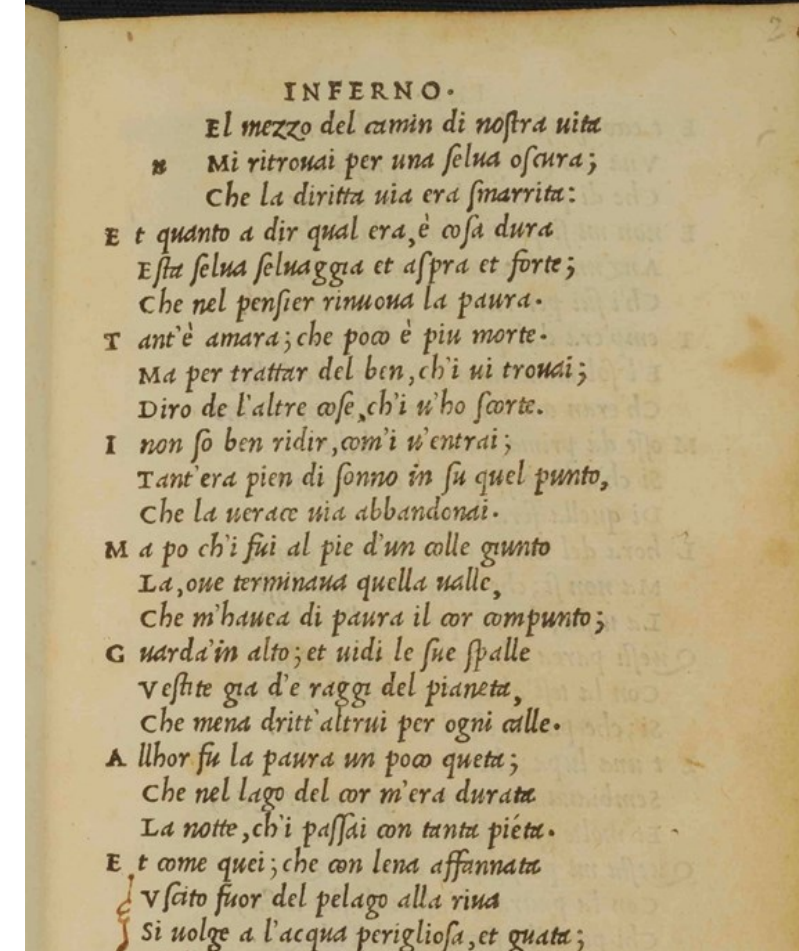 2
INFERNO.
El mezzo del camin di noſtra uita
n Mi ritrouai per una ſelua oſcura;
Che la diritta uia era ſmarrita:
E t quanto a dir qual era, è coſa dura
Eſta ſelua ſeluaggia et aſpra et forte;
Che nel penſier rinuoua la paura.
T ant'è amara; che poco è piu morte.
Ma per trattar del ben, ch'i ui trouai;
Diro de l'altre coſe, ch'i u'ho ſcorte.
I non ſo ben ridir, com'i u'entrai;
Tant'era pien di ſonno in ſu quel punto,
Che la uerace uia abbandonai.
M a po ch'i fui al pie d'un colle giunto
La, oue terminaua quella ualle,
Che m'hauea di paura il cor compunto;
G uarda'in alto; et uidi le ſue ſpalle
Veſtite gia d'e raggi del pianeta,
Che mena dritt'altrui per ogni calle.
A llhor fu la paura un poco queta;
Che nel lago del cor m'era durata
La notte, ch'i paſſai con tanta piéta.
E t come quei; che con lena affannata
Vſcito fuor del pelago alla riua
Si uolge a l'acqua periglioſa, et guata;